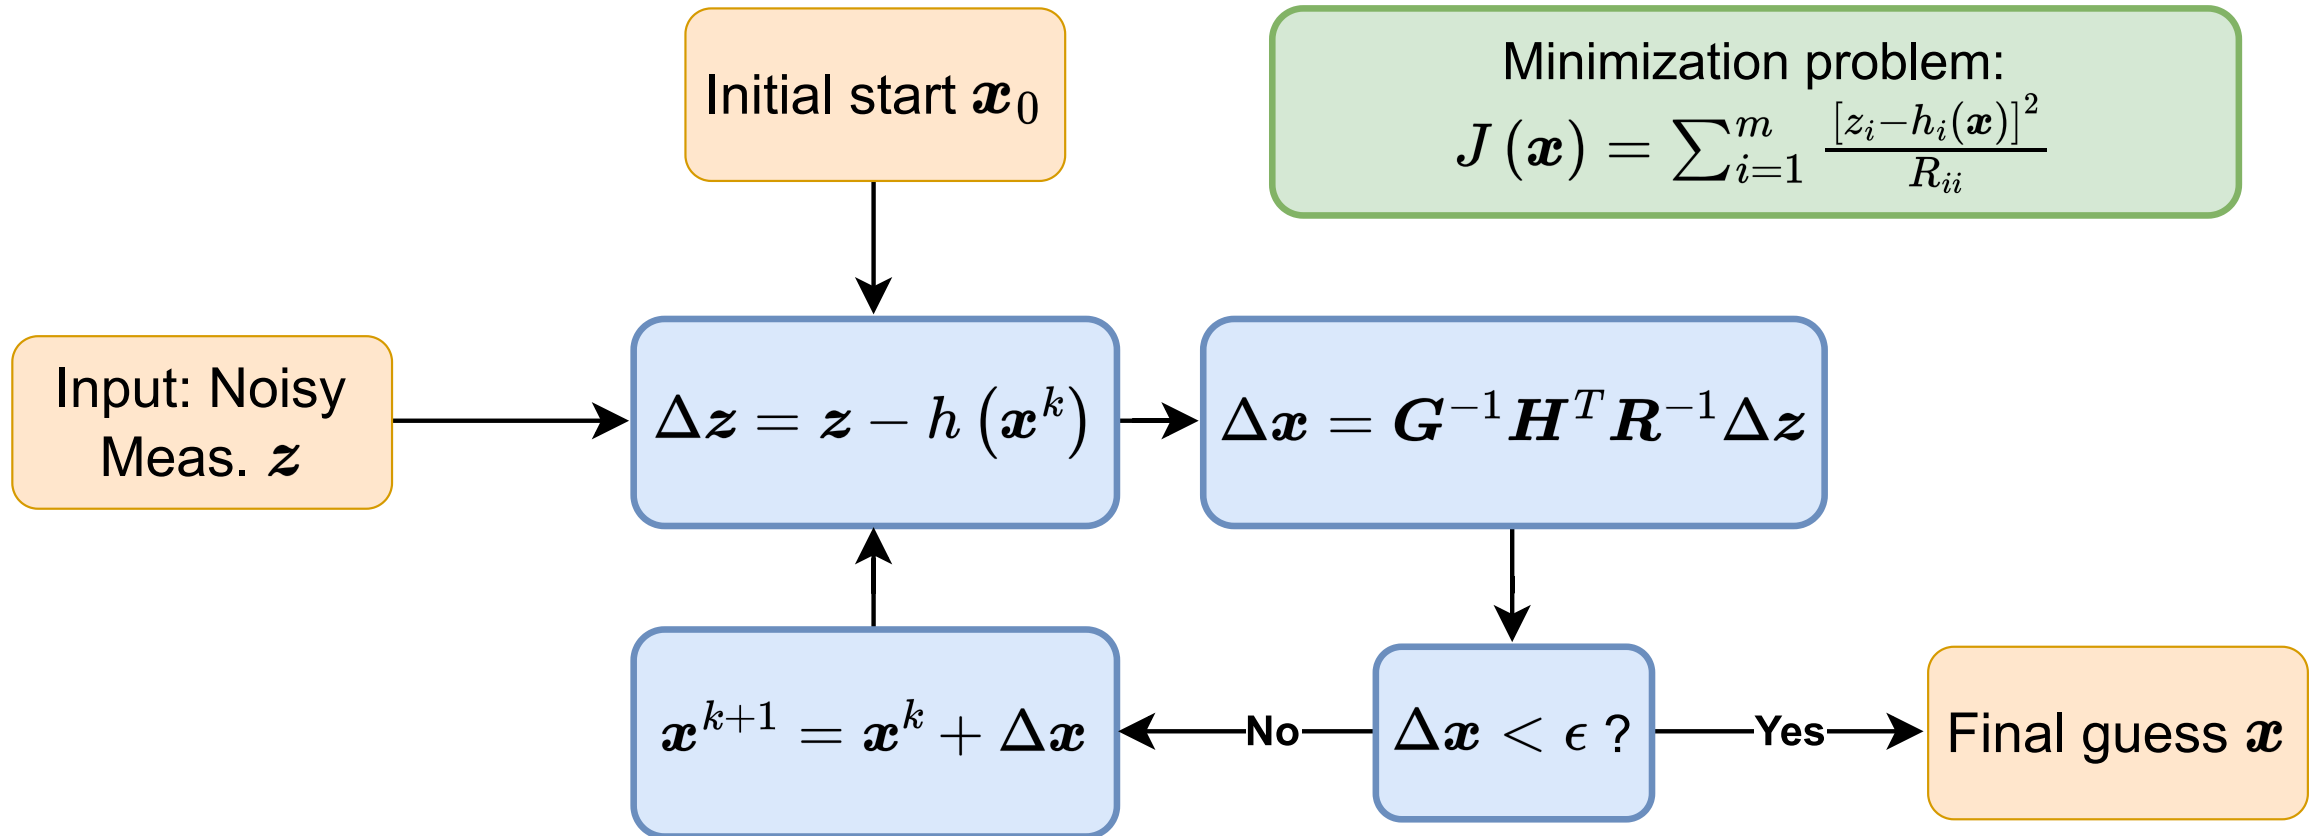 Initial start 𝒙₀
Minimization problem:
J(𝒙) = ∑ᵢ₌₁ᵐ [zᵢ−hᵢ(𝒙)]² / Rᵢᵢ
Input: Noisy
Meas. 𝒛
Δ𝒛 = 𝒛 − h(𝒙ᵏ)
Δ𝒙 = 𝑮⁻¹𝑯ᵀ𝑹⁻¹Δ𝒛
𝒙ᵏ⁺¹ = 𝒙ᵏ + Δ𝒙
No
Δ𝒙 < ϵ ?
Yes
Final guess 𝒙